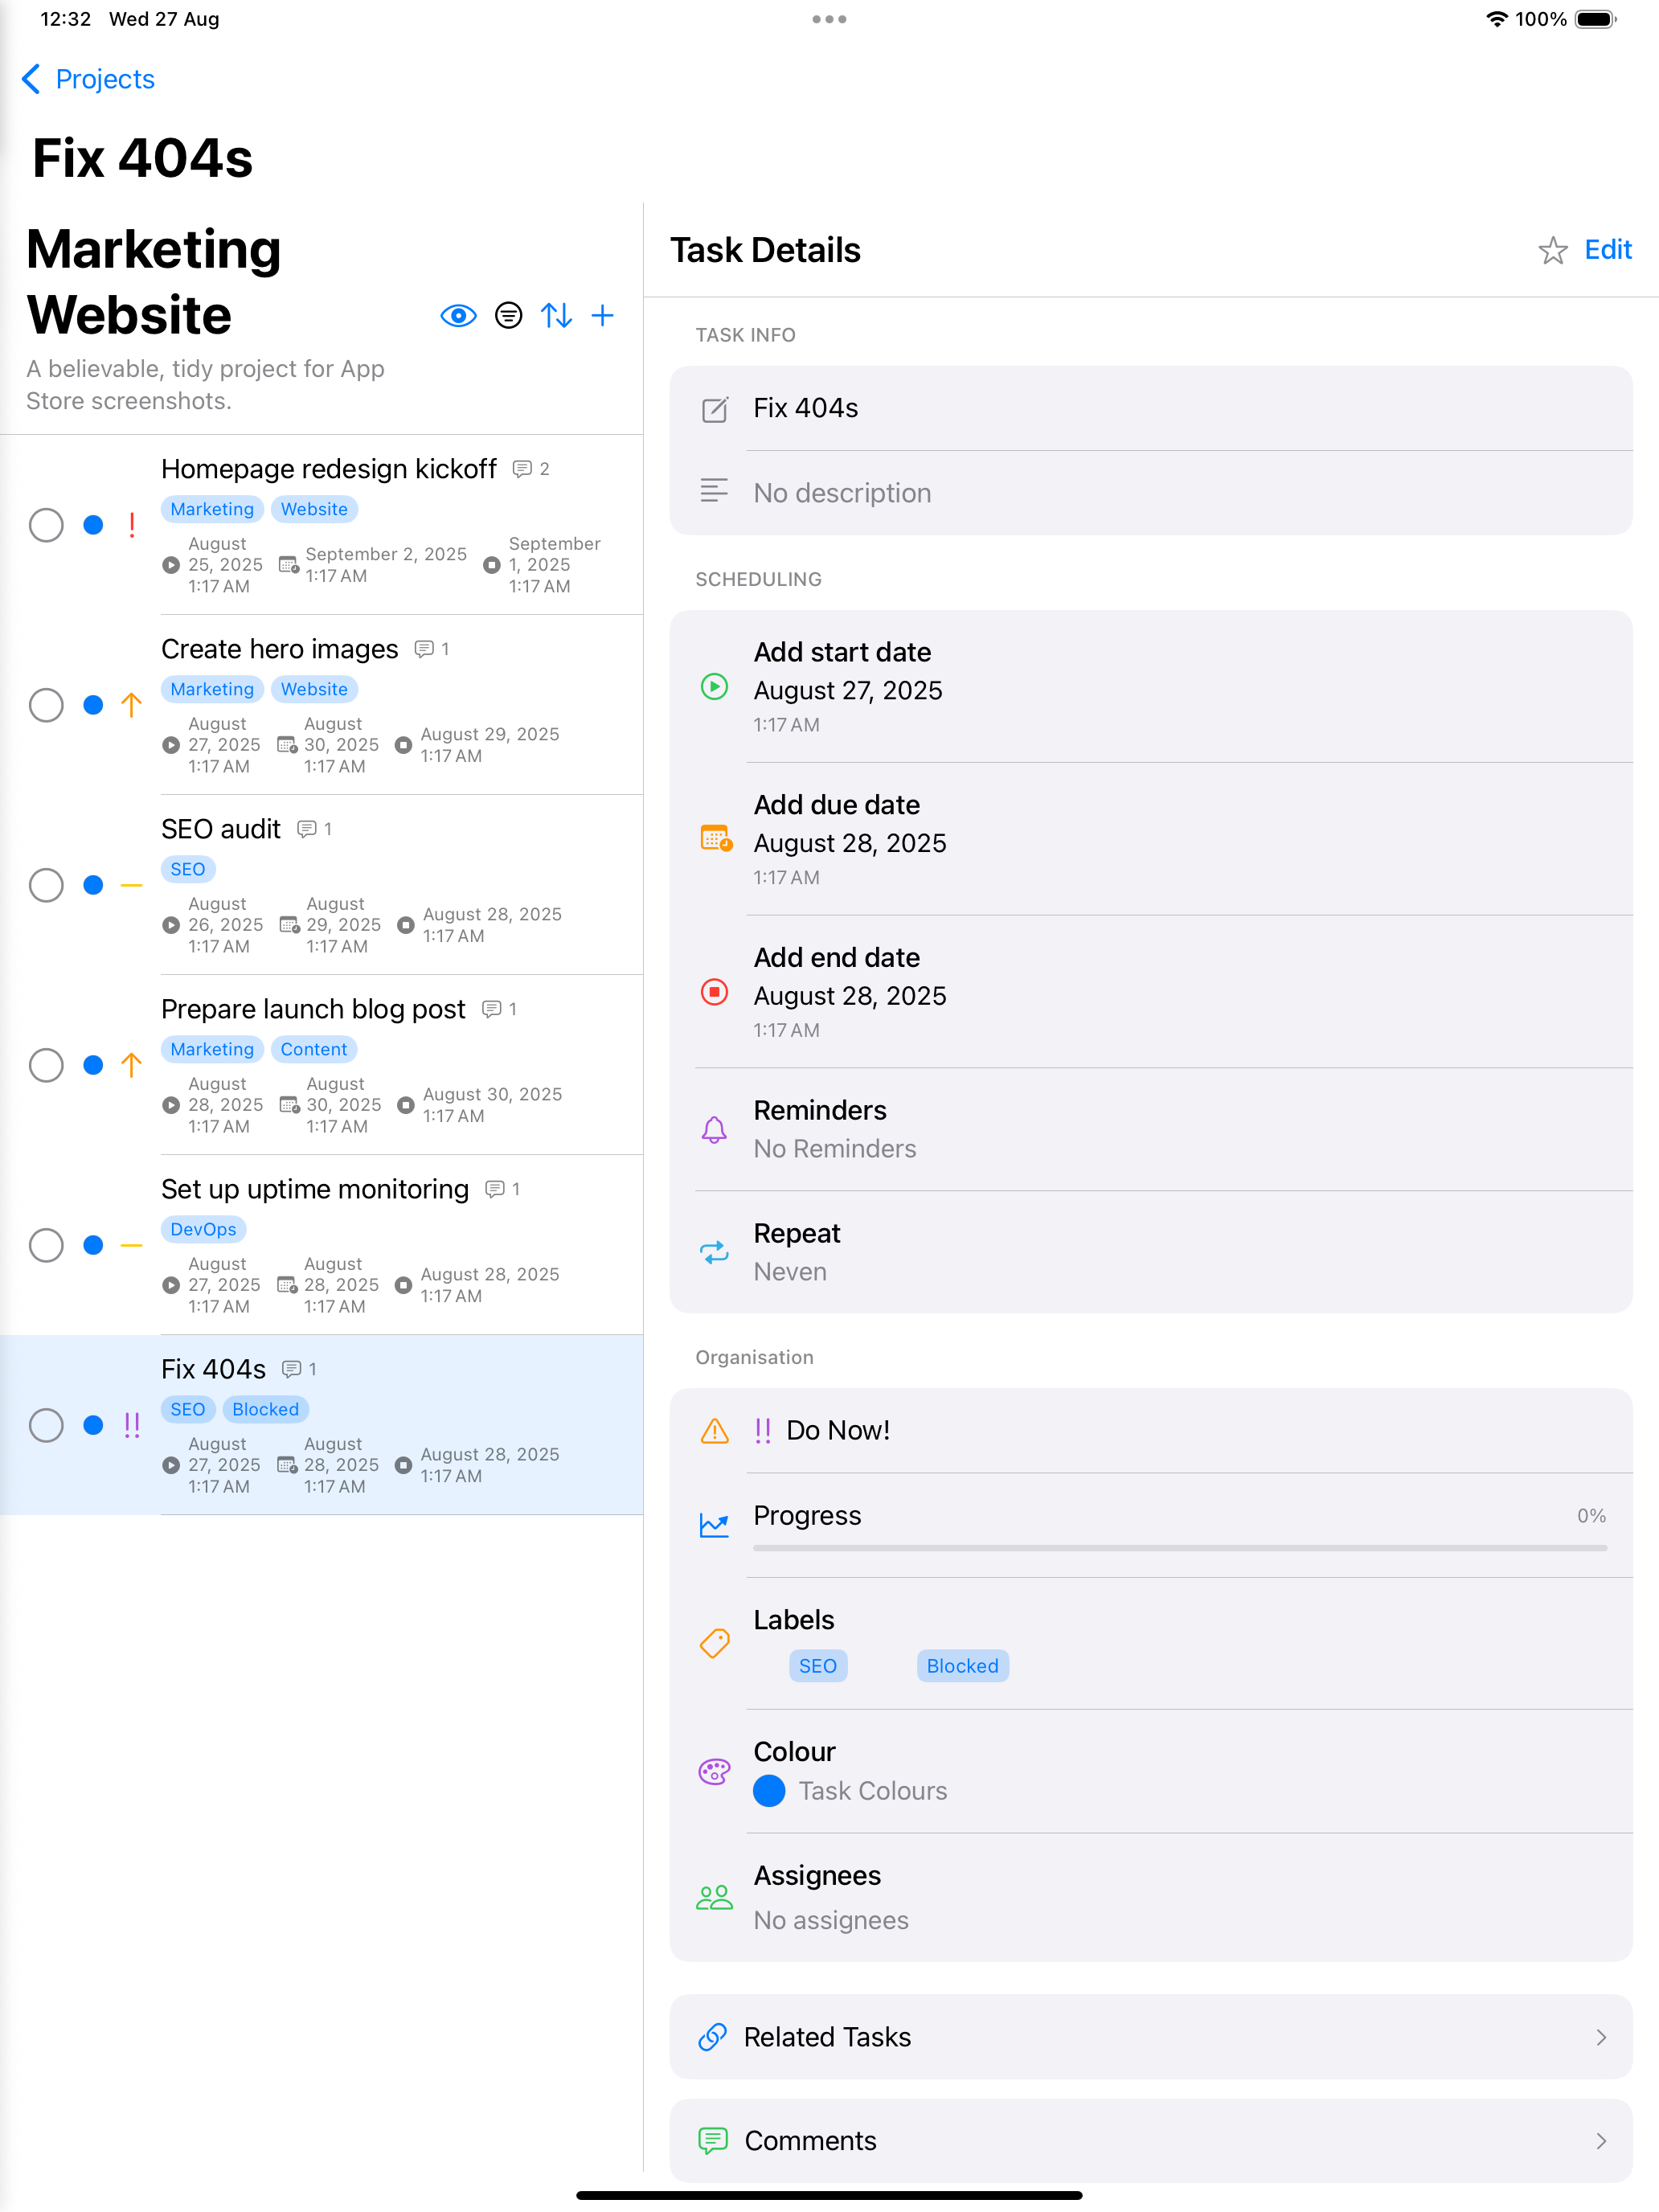 12:32 Wed 27 Aug
100%
Projects
Fix 404s
Marketing
Website
A believable, tidy project for App
Store screenshots.
Homepage redesign kickoff 2
Marketing Website
August
25, 2025
1:17 AM
September 2, 2025
1:17 AM
September
1, 2025
1:17 AM
Create hero images 1
Marketing Website
August
27, 2025
1:17 AM
August
30, 2025
1:17 AM
August 29, 2025
1:17 AM
SEO audit 1
SEO
August
26, 2025
1:17 AM
August
29, 2025
1:17 AM
August 28, 2025
1:17 AM
Prepare launch blog post 1
Marketing Content
August
28, 2025
1:17 AM
August
30, 2025
1:17 AM
August 30, 2025
1:17 AM
Set up uptime monitoring 1
DevOps
August
27, 2025
1:17 AM
August
28, 2025
1:17 AM
August 28, 2025
1:17 AM
!! Fix 404s 1
SEO Blocked
August
27, 2025
1:17 AM
August
28, 2025
1:17 AM
August 28, 2025
1:17 AM
Task Details
Edit
TASK INFO
Fix 404s
No description
SCHEDULING
Add start date
August 27, 2025
1:17 AM
Add due date
August 28, 2025
1:17 AM
Add end date
August 28, 2025
1:17 AM
Reminders
No Reminders
Repeat
Neven
Organisation
!! Do Now!
Progress 0%
Labels
SEO Blocked
Colour
Task Colours
Assignees
No assignees
Related Tasks
Comments